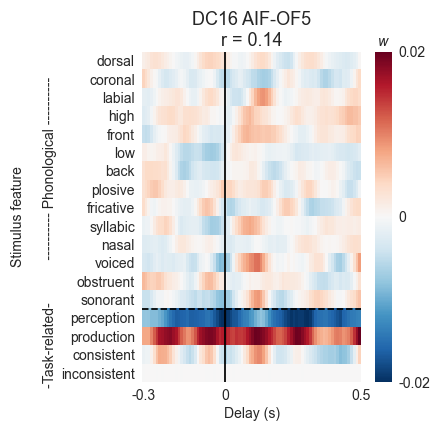 DC16 AIF-OF5
r = 0.14
w
dorsal
coronal
labial
high
front
low
back
plosive
fricative
syllabic
nasal
voiced
obstruent
sonorant
perception
production
consistent
inconsistent
Stimulus feature
---------- Phonological ----------
-Task-related-
0.02
0
-0.02
-0.3
0
0.5
Delay (s)